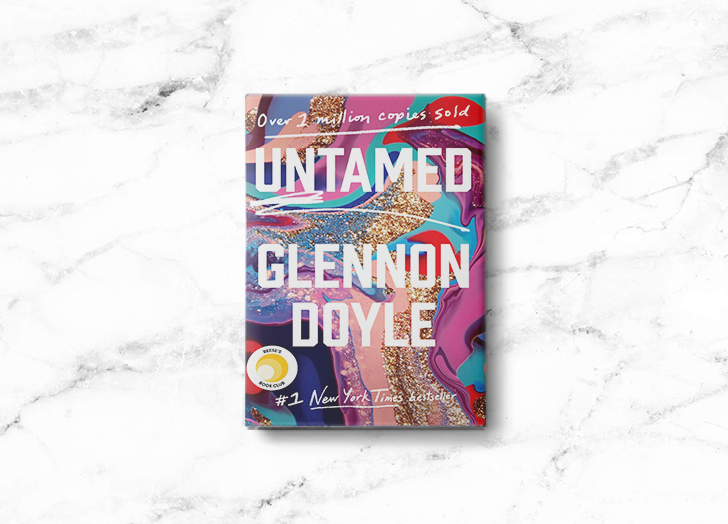 Over 1 million copies sold
UNTAMED
GLENNON
DOYLE
REESE'S
BOOK CLUB
#1 New York Times bestseller